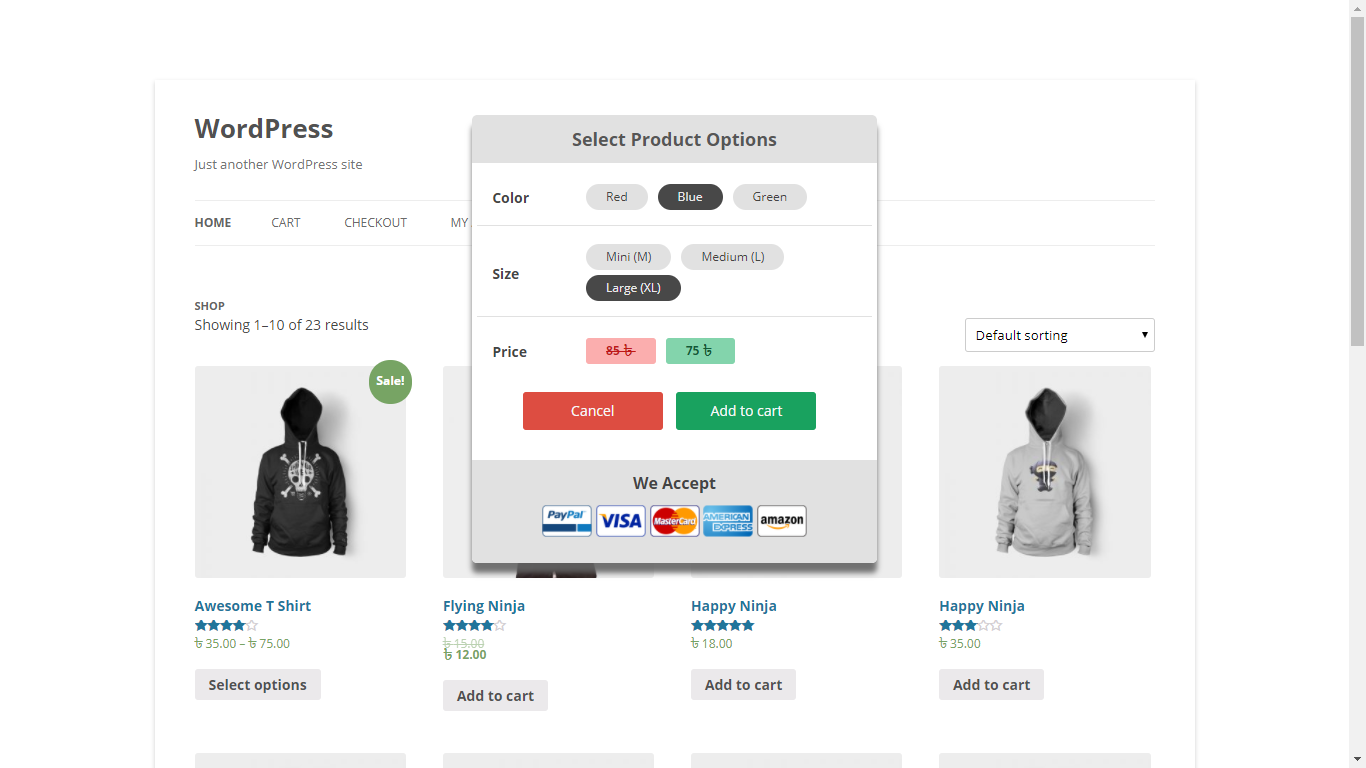 WordPress
Just another WordPress site
HOME CART CHECKOUT MY
Select Product Options
Color Red Blue Green
Size Mini (M) Medium (L)
Large (XL)
Price 85 ৳ 75 ৳
Cancel Add to cart
We Accept
PayPal VISA MasterCard AMERICAN EXPRESS amazon
SHOP
Showing 1–10 of 23 results
Default sorting
Sale!
Awesome T Shirt
৳ 35.00 – ৳ 75.00
Select options
Flying Ninja
৳ 15.00
৳ 12.00
Add to cart
Happy Ninja
৳ 18.00
Add to cart
Happy Ninja
৳ 35.00
Add to cart